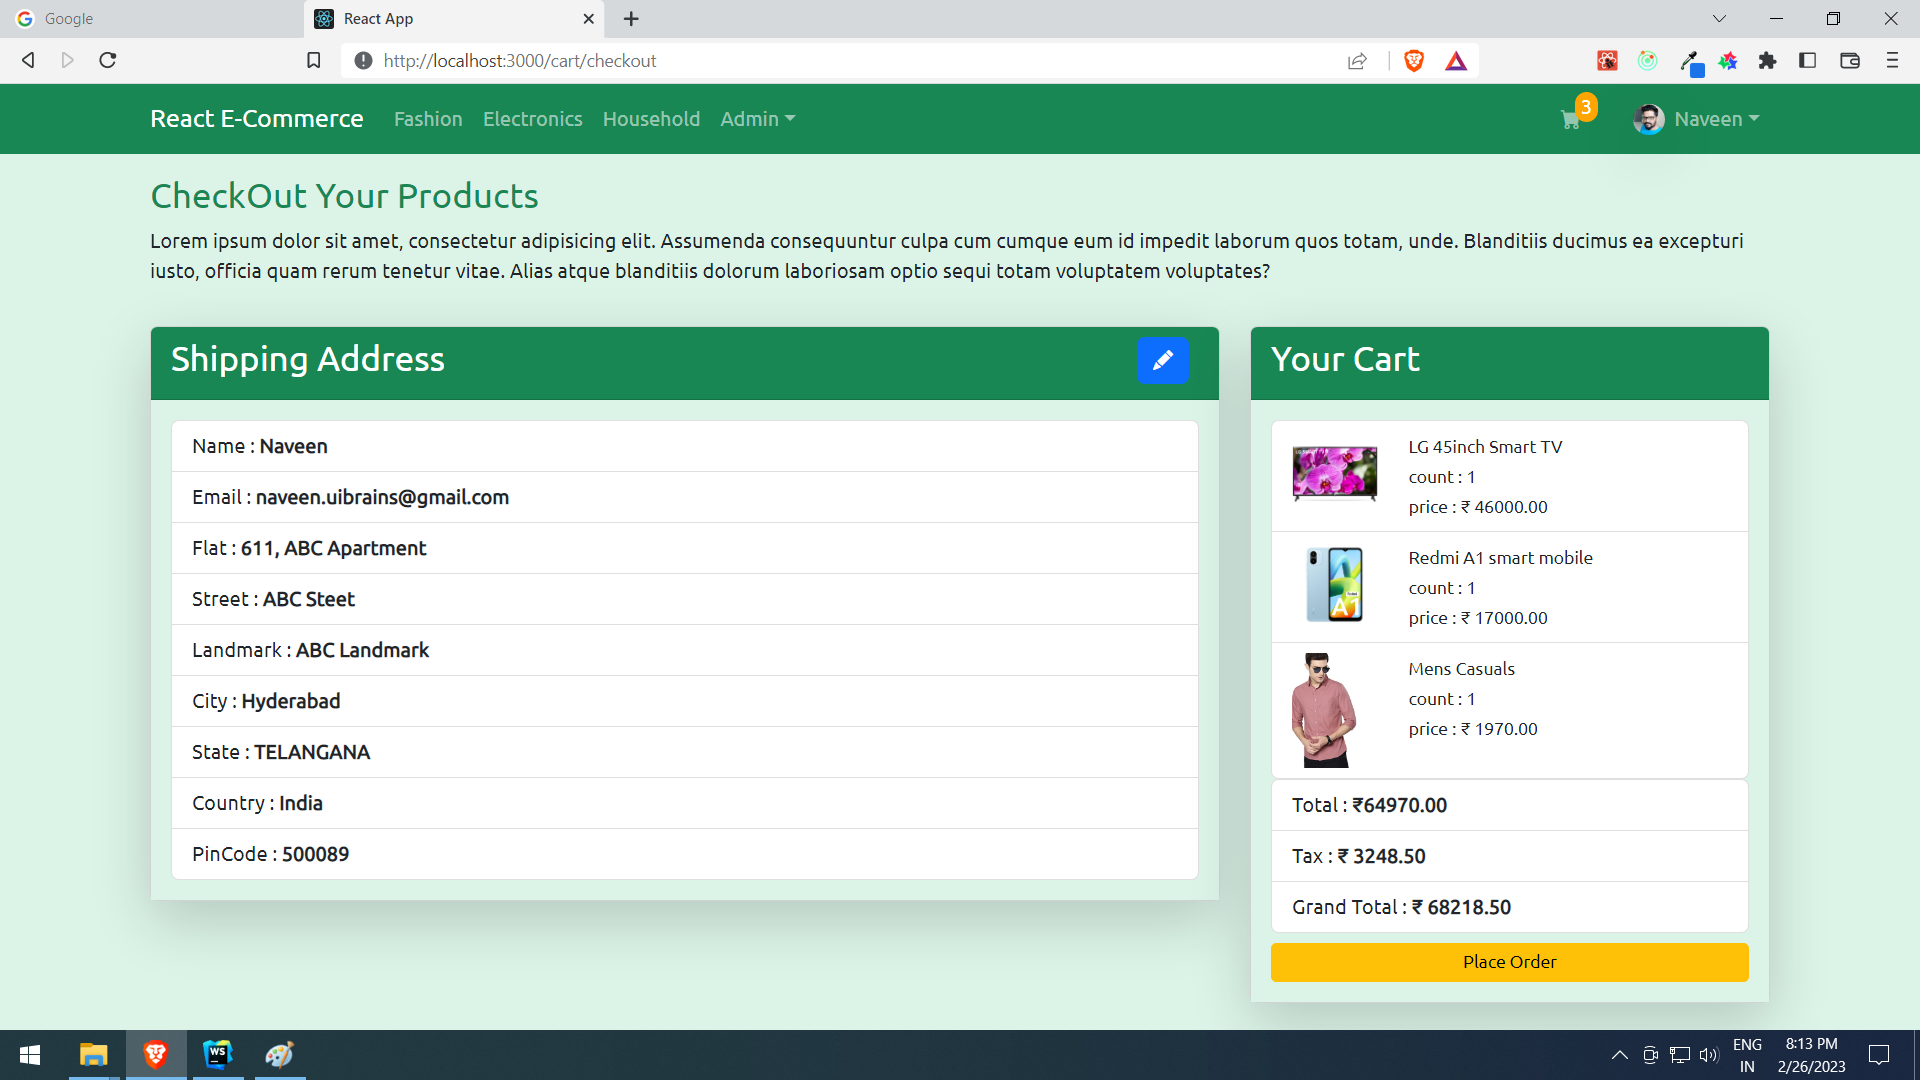 Google
React App
http://localhost:3000/cart/checkout
React E-Commerce Fashion Electronics Household Admin 3 Naveen
CheckOut Your Products
Lorem ipsum dolor sit amet, consectetur adipisicing elit. Assumenda consequuntur culpa cum cumque eum id impedit laborum quos totam, unde. Blanditiis ducimus ea excepturi
iusto, officia quam rerum tenetur vitae. Alias atque blanditiis dolorum laboriosam optio sequi totam voluptatem voluptates?
Shipping Address
Name : Naveen
Email : naveen.uibrains@gmail.com
Flat : 611, ABC Apartment
Street : ABC Steet
Landmark : ABC Landmark
City : Hyderabad
State : TELANGANA
Country : India
PinCode : 500089
Your Cart
LG 45inch Smart TV
count : 1
price : ₹ 46000.00
A1
Redmi A1 smart mobile
count : 1
price : ₹ 17000.00
Mens Casuals
count : 1
price : ₹ 1970.00
Total : ₹64970.00
Tax : ₹ 3248.50
Grand Total : ₹ 68218.50
Place Order
WS
ENG
IN
8:13 PM
2/26/2023